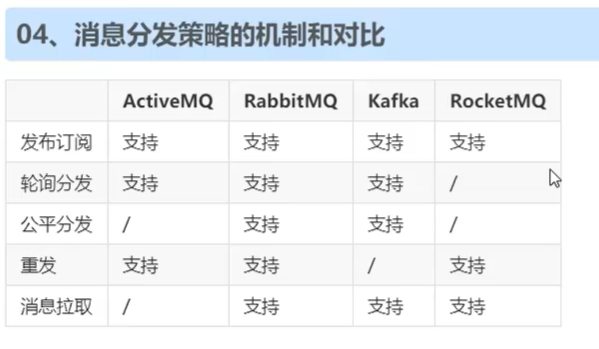 04、消息分发策略的机制和对比
ActiveMQ RabbitMQ Kafka RocketMQ
发布订阅 支持 支持 支持 支持
轮询分发 支持 支持 支持 /
公平分发 / 支持 支持 /
重发 支持 支持 / 支持
消息拉取 / 支持 支持 支持